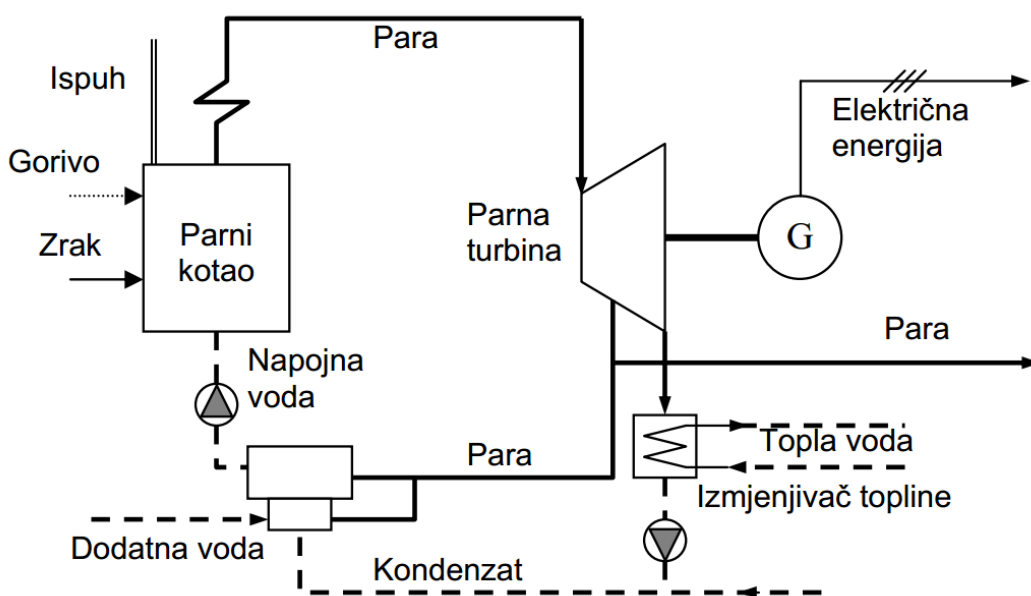 Para
Ispuh
Električna
energija
Gorivo
Parni
kotao
Parna
turbina
G
Zrak
Para
Napojna
voda
Topla voda
Para
Izmjenjivač topline
Dodatna voda
Kondenzat